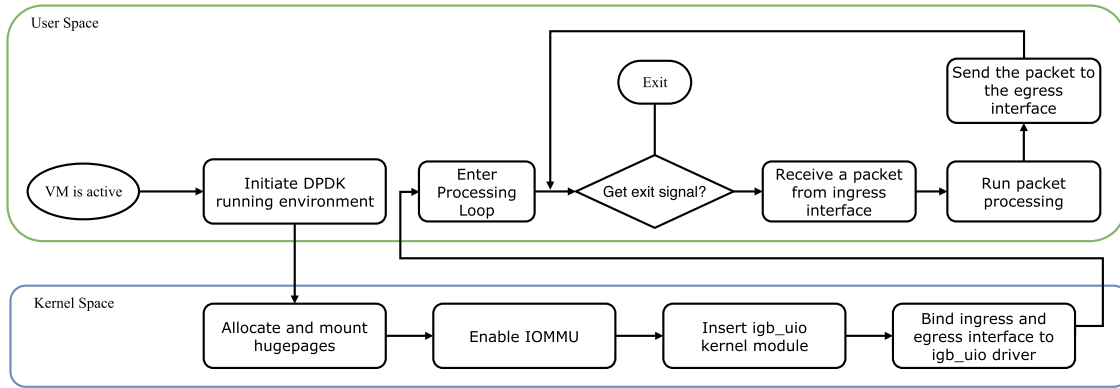 User Space
VM is active
Initiate DPDK
running environment
Enter
Processing
Loop
Exit
Get exit signal?
Receive a packet
from ingress
interface
Run packet
processing
Send the packet to
the egress
interface
Kernel Space
Allocate and mount
hugepages
Enable IOMMU
Insert igb_uio
kernel module
Bind ingress and
egress interface to
igb_uio driver